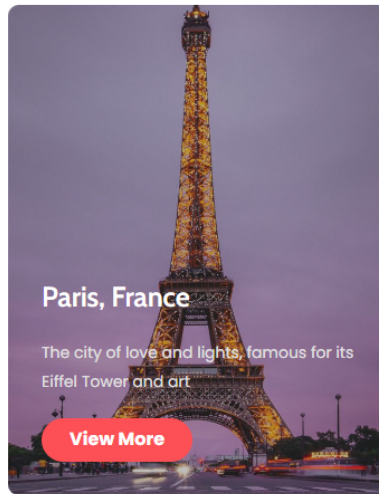 Paris, France
The city of love and lights, famous for its
Eiffel Tower and art
View More